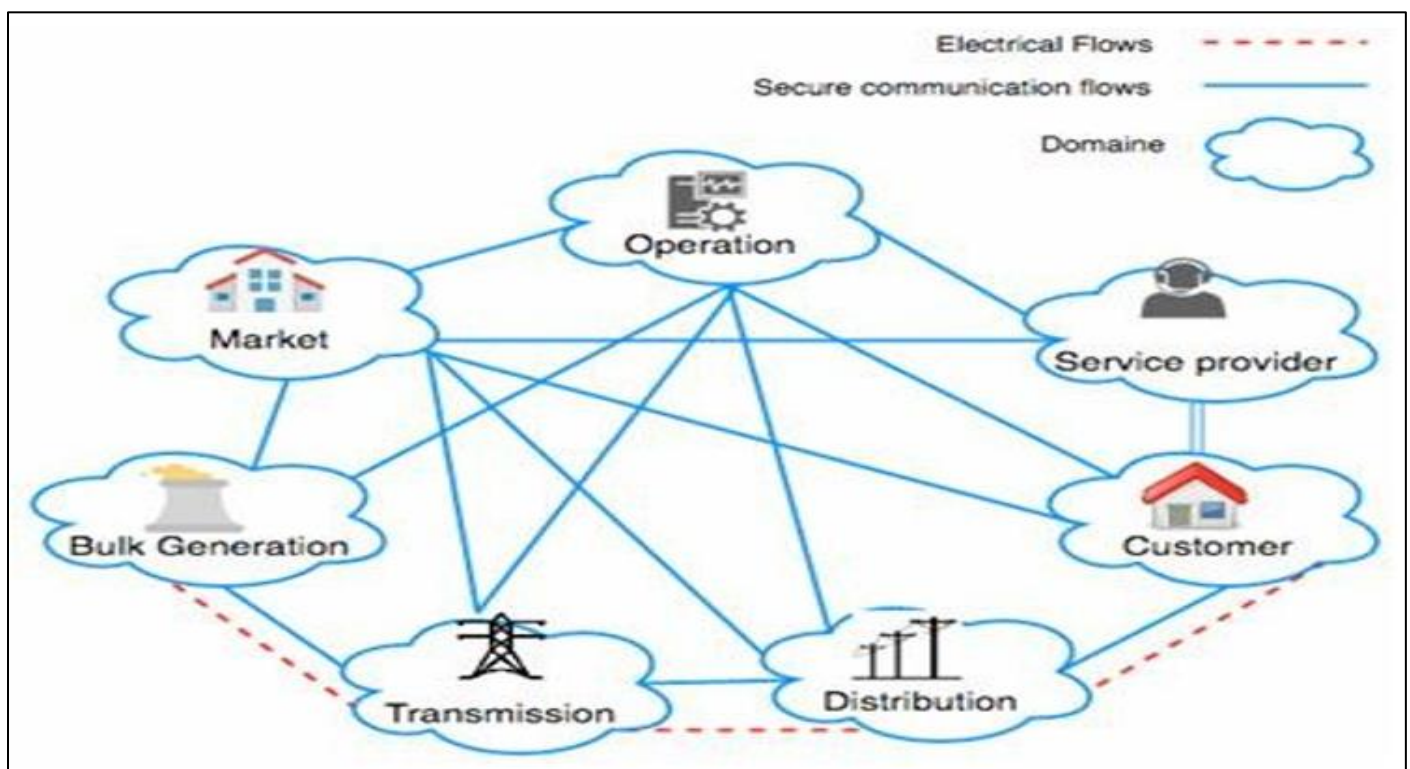 Electrical Flows
Secure communication flows
Domaine
Operation
Market
Service provider
Bulk Generation
Customer
Transmission
Distribution